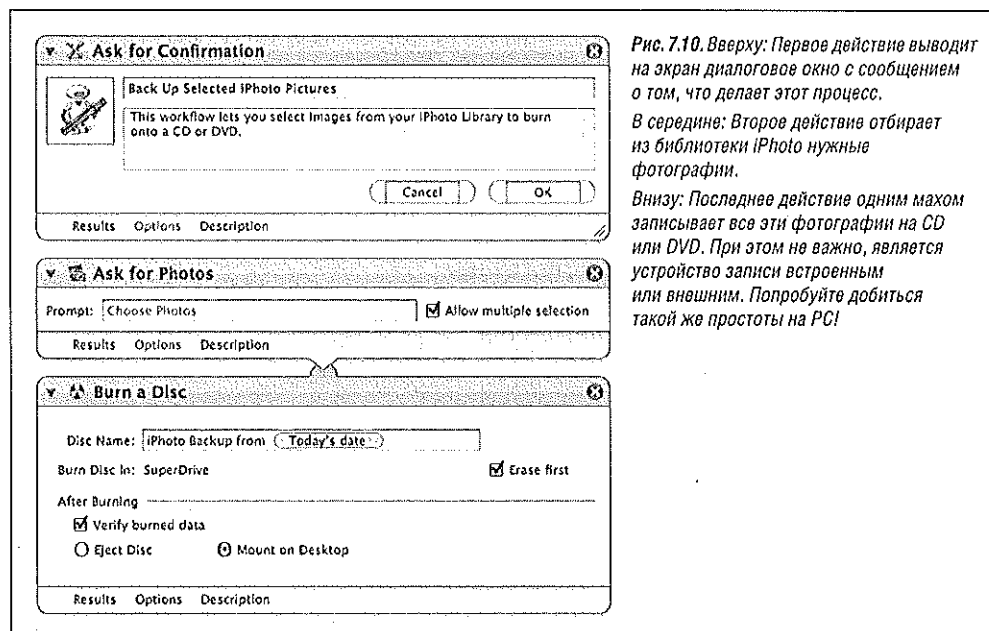 Ask for Confirmation
Back Up Selected iPhoto Pictures
This workflow lets you select images from your iPhoto Library to burn
onto a CD or DVD.
Cancel
OK
Results Options Description
Ask for Photos
Prompt: Choose Photos
Allow multiple selection
Results Options Description
Burn a Disc
Disc Name: iPhoto Backup from Today's date
Burn Disc In: SuperDrive
Erase first
After Burning
Verify burned data
Eject Disc
Mount on Desktop
Results Options Description
Рис. 7.10. Вверху: Первое действие выводит
на экран диалоговое окно с сообщением
о том, что делает этот процесс.
В середине: Второе действие отбирает
из библиотеки iPhoto нужные
фотографии.
Внизу: Последнее действие одним махом
записывает все эти фотографии на CD
или DVD. При этом не важно, является
устройство записи встроенным
или внешним. Попробуйте добиться
такой же простоты на PC!